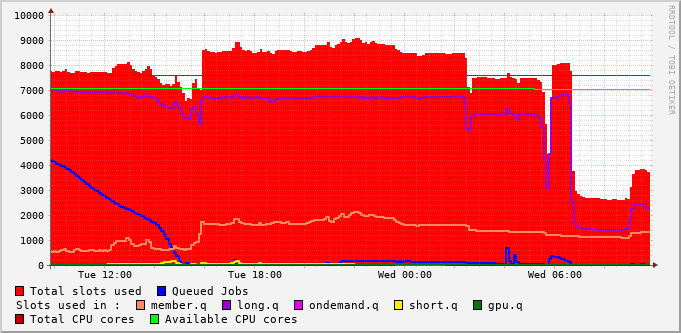 RRDTOOL / TOBI OETIKER
10000
9000
8000
7000
6000
5000
4000
3000
2000
1000
0
Tue 12:00 Tue 18:00 Wed 00:00 Wed 06:00
Total slots used Queued Jobs
Slots used in : member.q long.q ondemand.q short.q gpu.q
Total CPU cores Available CPU cores